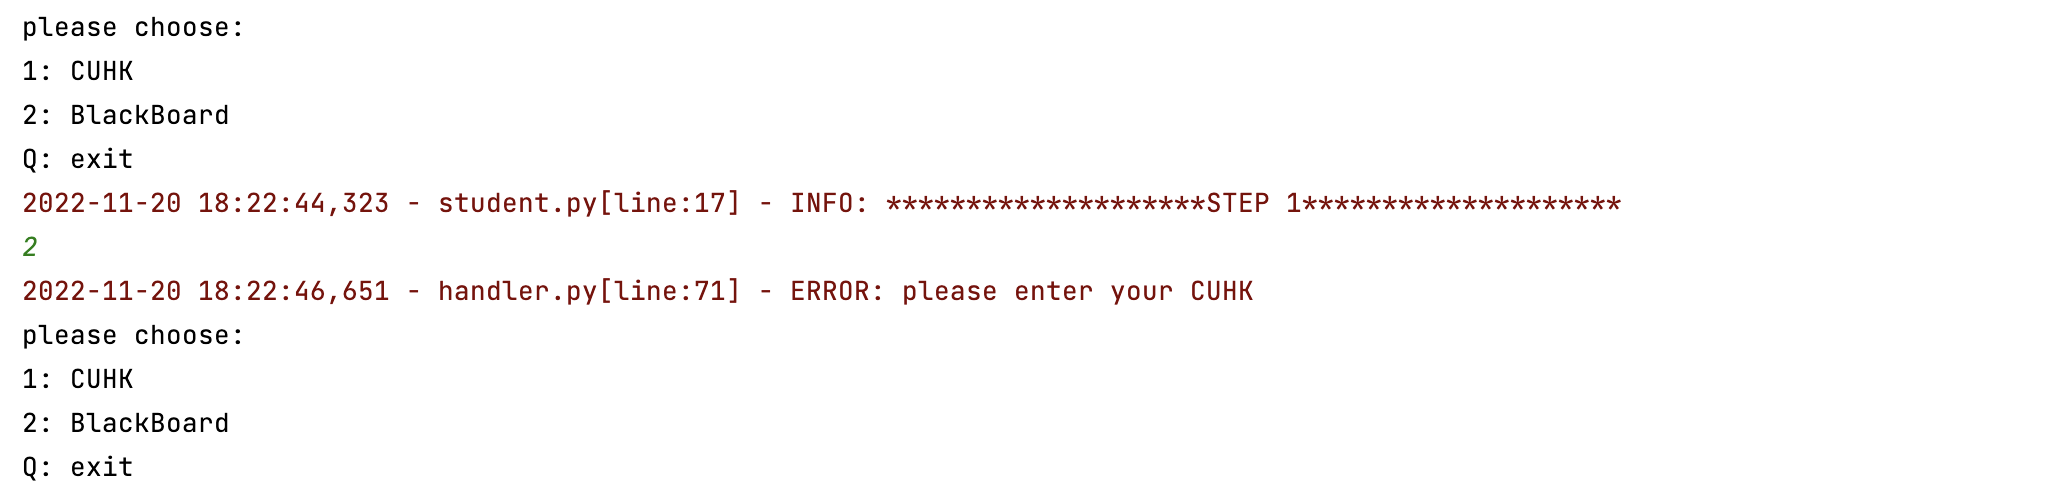 please choose:
1: CUHK
2: BlackBoard
Q: exit
2022-11-20 18:22:44,323 - student.py[line:17] - INFO: ********************STEP 1********************
2
2022-11-20 18:22:46,651 - handler.py[line:71] - ERROR: please enter your CUHK
please choose:
1: CUHK
2: BlackBoard
Q: exit